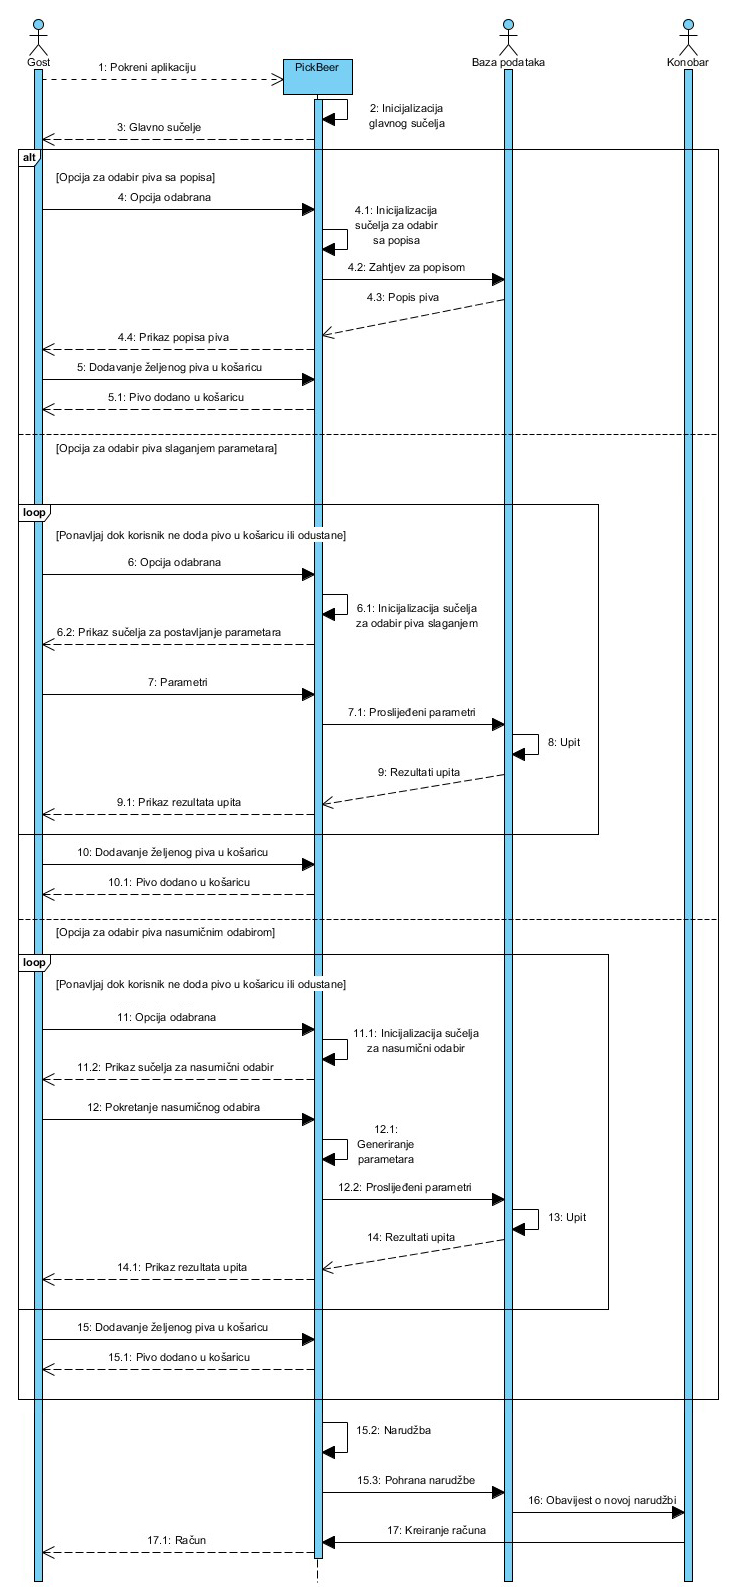 Gost
PickBeer
Baza podataka
Konobar
1: Pokreni aplikaciju
2: Inicijalizacija
glavnog sučelja
3: Glavno sučelje
alt
[Opcija za odabir piva sa popisa]
4: Opcija odabrana
4.1: Inicijalizacija
sučelja za odabir
sa popisa
4.2: Zahtjev za popisom
4.3: Popis piva
4.4: Prikaz popisa piva
5: Dodavanje željenog piva u košaricu
5.1: Pivo dodano u košaricu
[Opcija za odabir piva slaganjem parametara]
loop
[Ponavljaj dok korisnik ne doda pivo u košaricu ili odustane]
6: Opcija odabrana
6.1: Inicijalizacija sučelja
za odabir piva slaganjem
6.2: Prikaz sučelja za postavljanje parametara
7: Parametri
7.1: Proslijeđeni parametri
8: Upit
9: Rezultati upita
9.1: Prikaz rezultata upita
10: Dodavanje željenog piva u košaricu
10.1: Pivo dodano u košaricu
[Opcija za odabir piva nasumičnim odabirom]
loop
[Ponavljaj dok korisnik ne doda pivo u košaricu ili odustane]
11: Opcija odabrana
11.1: Inicijalizacija sučelja
za nasumični odabir
11.2: Prikaz sučelja za nasumični odabir
12: Pokretanje nasumičnog odabira
12.1:
Generiranje
parametara
12.2: Proslijeđeni parametri
13: Upit
14: Rezultati upita
14.1: Prikaz rezultata upita
15: Dodavanje željenog piva u košaricu
15.1: Pivo dodano u košaricu
15.2: Narudžba
15.3: Pohrana narudžbe
16: Obavijest o novoj narudžbi
17: Kreiranje računa
17.1: Račun